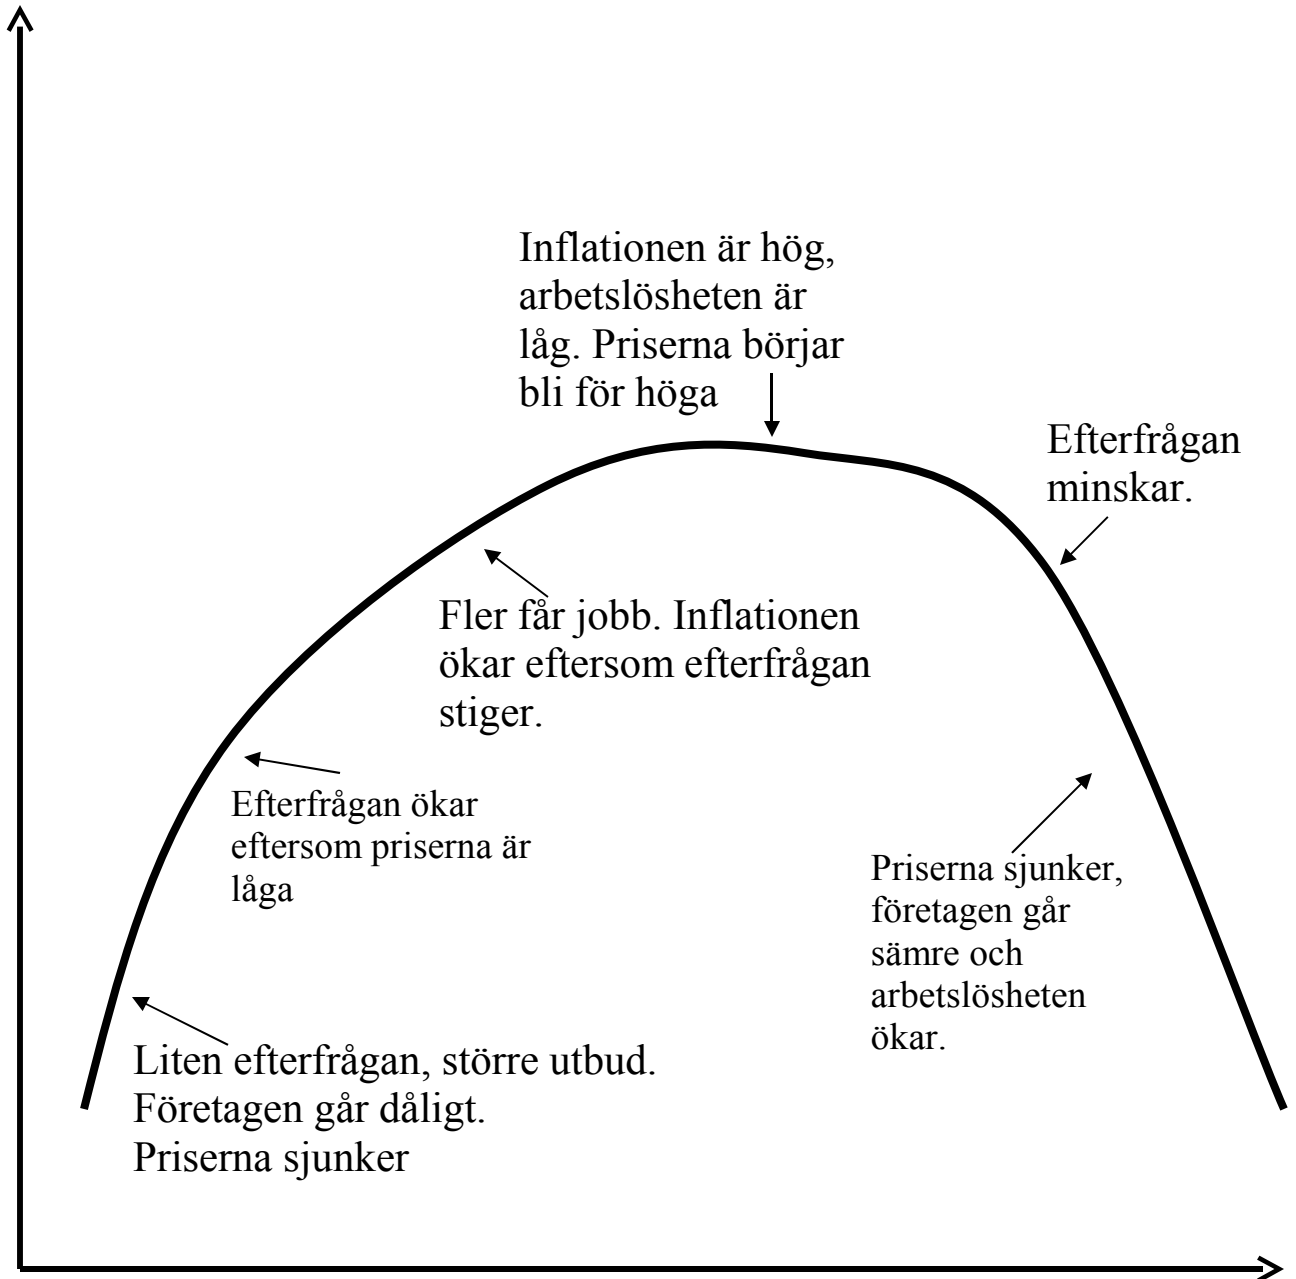 Inflationen är hög,
arbetslösheten är
låg. Priserna börjar
bli för höga
Efterfrågan
minskar.
Fler får jobb. Inflationen
ökar eftersom efterfrågan
stiger.
Efterfrågan ökar
eftersom priserna är
låga
Priserna sjunker,
företagen går
sämre och
arbetslösheten
ökar.
Liten efterfrågan, större utbud.
Företagen går dåligt.
Priserna sjunker